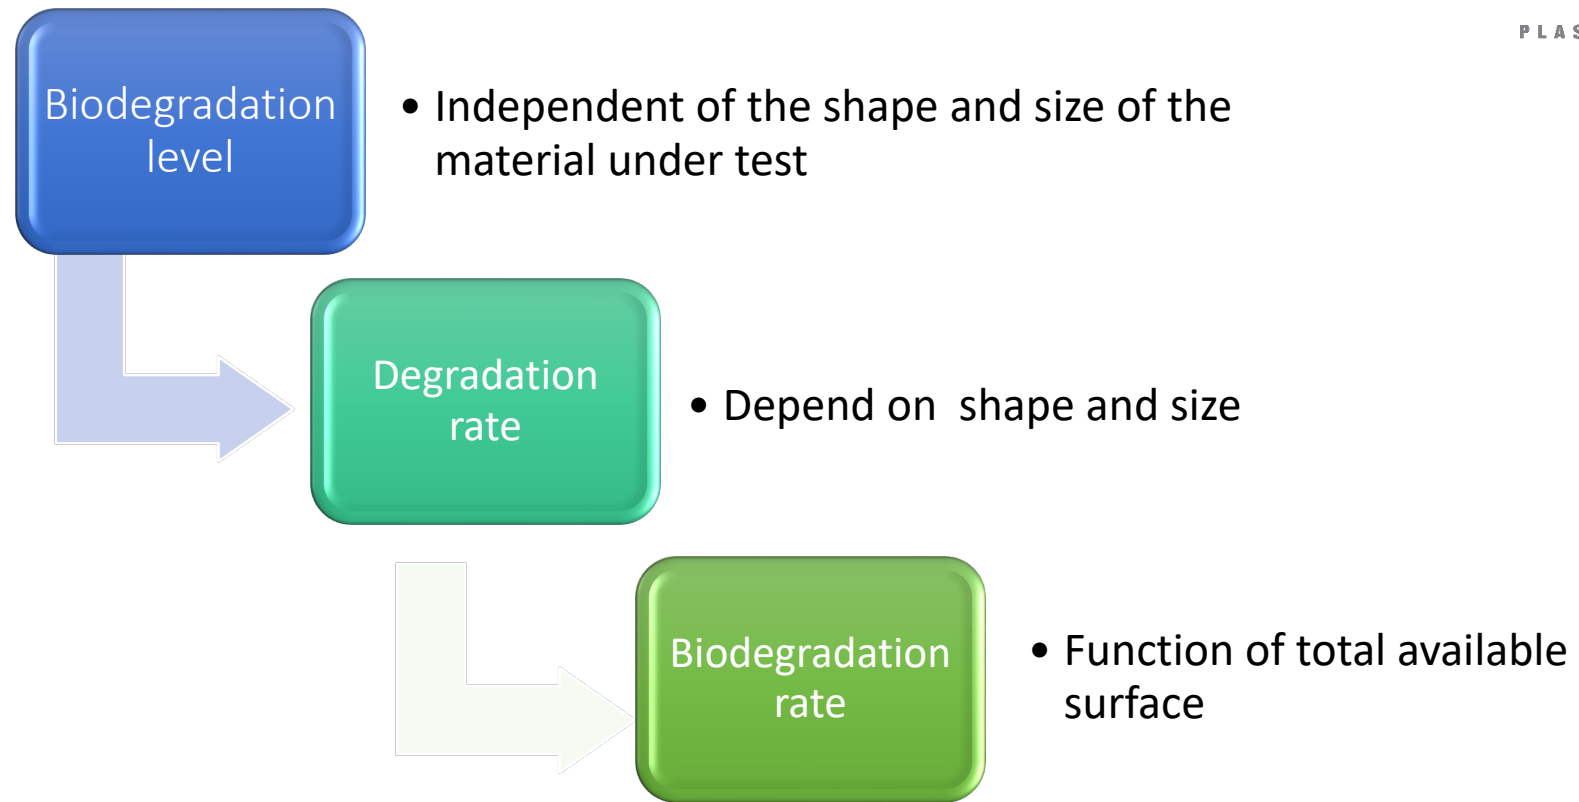 PLAS
Biodegradation
level
• Independent of the shape and size of the
material under test
Degradation
rate
• Depend on  shape and size
Biodegradation
rate
• Function of total available
surface